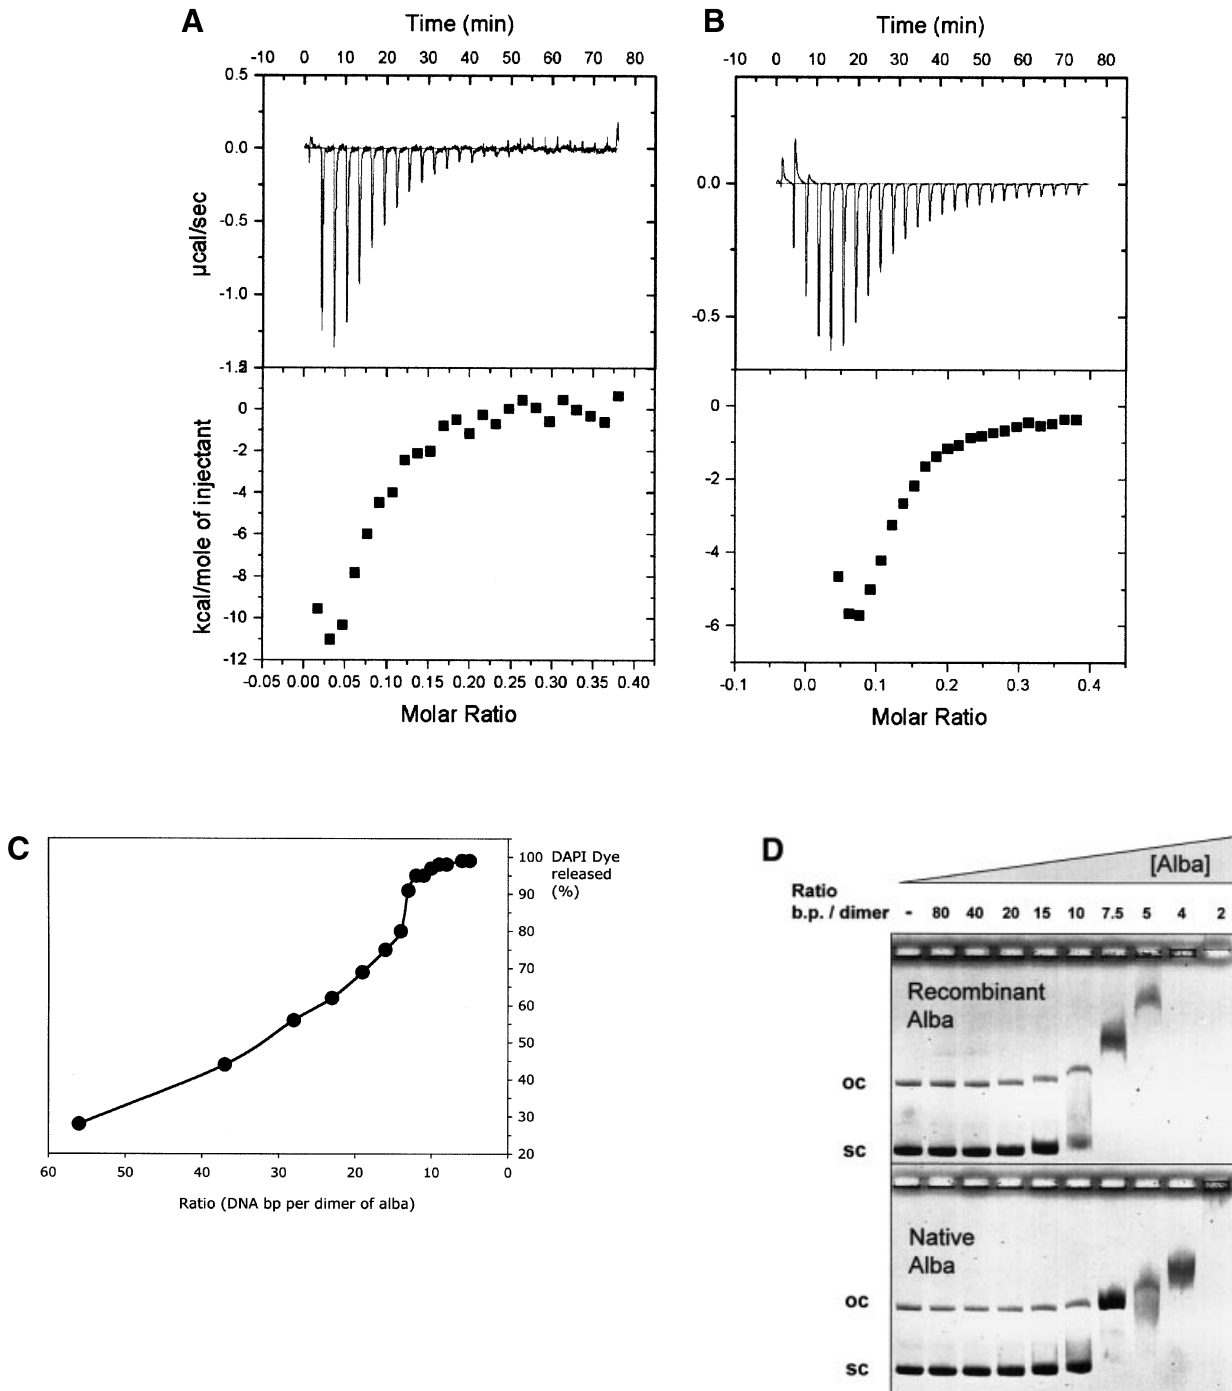 A
Time (min)
-10 0 10 20 30 40 50 60 70 80
0.5
0.0
-0.5
-1.0
µcal/sec
0
-2
-4
-6
-8
-10
-12
kcal/mole of injectant
-0.05 0.00 0.05 0.10 0.15 0.20 0.25 0.30 0.35 0.40
Molar Ratio
B
Time (min)
-10 0 10 20 30 40 50 60 70 80
0.0
-0.5
0
-2
-4
-6
-0.1 0.0 0.1 0.2 0.3 0.4
Molar Ratio
C
100
90
80
70
60
50
40
30
20
DAPI Dye
released
(%)
60 50 40 30 20 10 0
Ratio (DNA bp per dimer of alba)
D
[Alba]
Ratio
b.p. / dimer - 80 40 20 15 10 7.5 5 4 2
Recombinant
Alba
oc
sc
Native
Alba
oc
sc